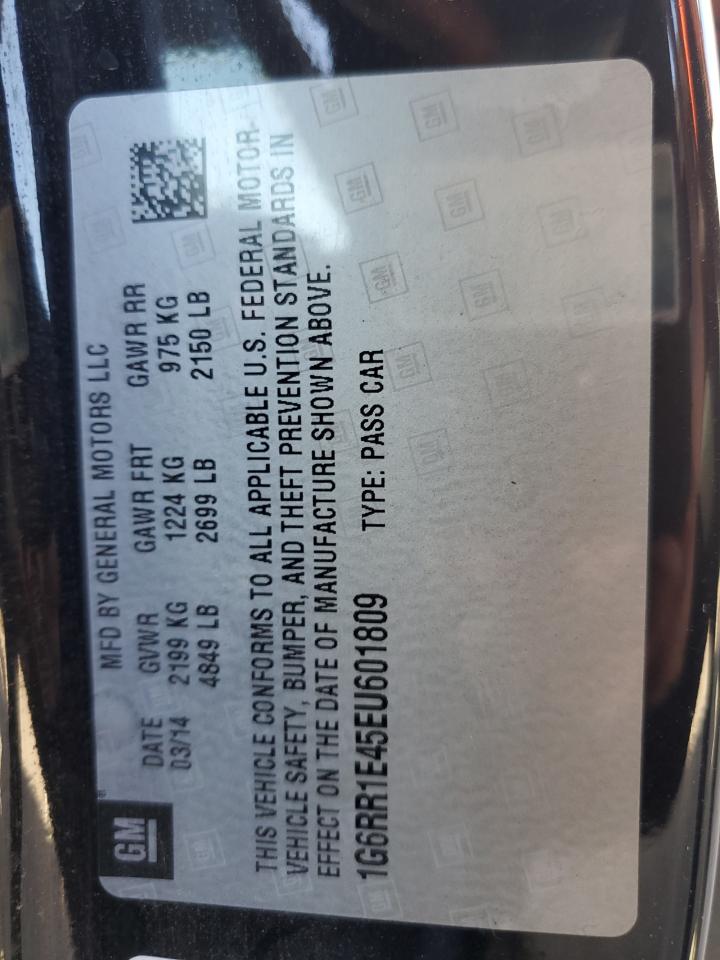 GM
MFD BY GENERAL MOTORS LLC
DATE GVWR GAWR FRT GAWR RR
03/14 2199 KG 1224 KG 975 KG
4849 LB 2699 LB 2150 LB
THIS VEHICLE CONFORMS TO ALL APPLICABLE U.S. FEDERAL MOTOR
VEHICLE SAFETY, BUMPER, AND THEFT PREVENTION STANDARDS IN
EFFECT ON THE DATE OF MANUFACTURE SHOWN ABOVE.
1G6RR1E45EU601809 TYPE: PASS CAR